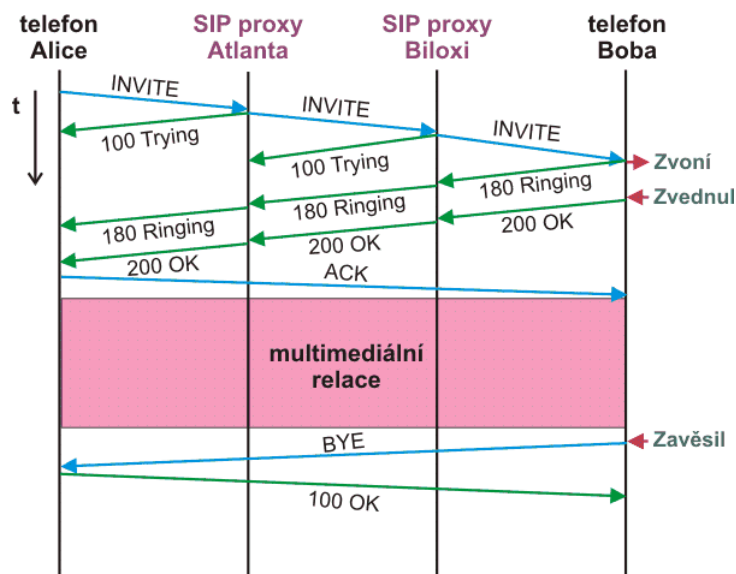 telefon
Alice
SIP proxy
Atlanta
SIP proxy
Biloxi
telefon
Boba
t
INVITE
INVITE
INVITE
100 Trying
100 Trying
Zvoní
180 Ringing
Zvednul
180 Ringing
200 OK
180 Ringing
200 OK
200 OK
ACK
multimediální
relace
BYE
Zavěsil
100 OK